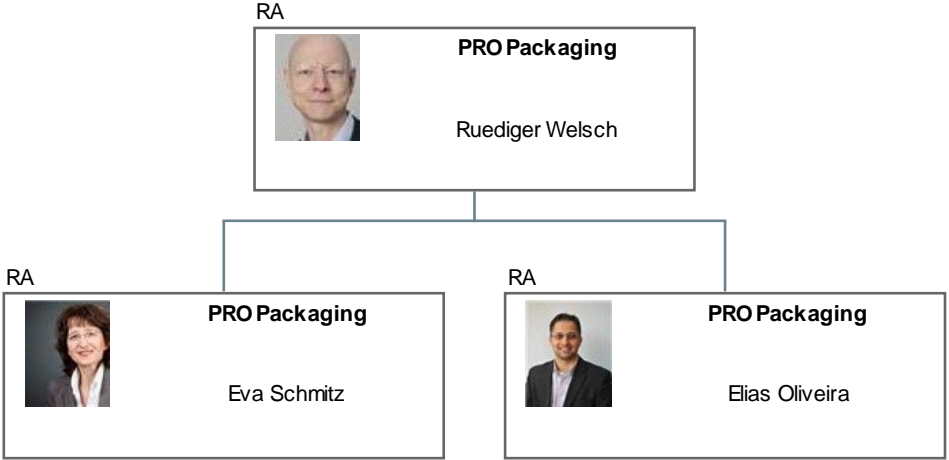 RA
PRO Packaging
Ruediger Welsch
RA
PRO Packaging
Eva Schmitz
RA
PRO Packaging
Elias Oliveira